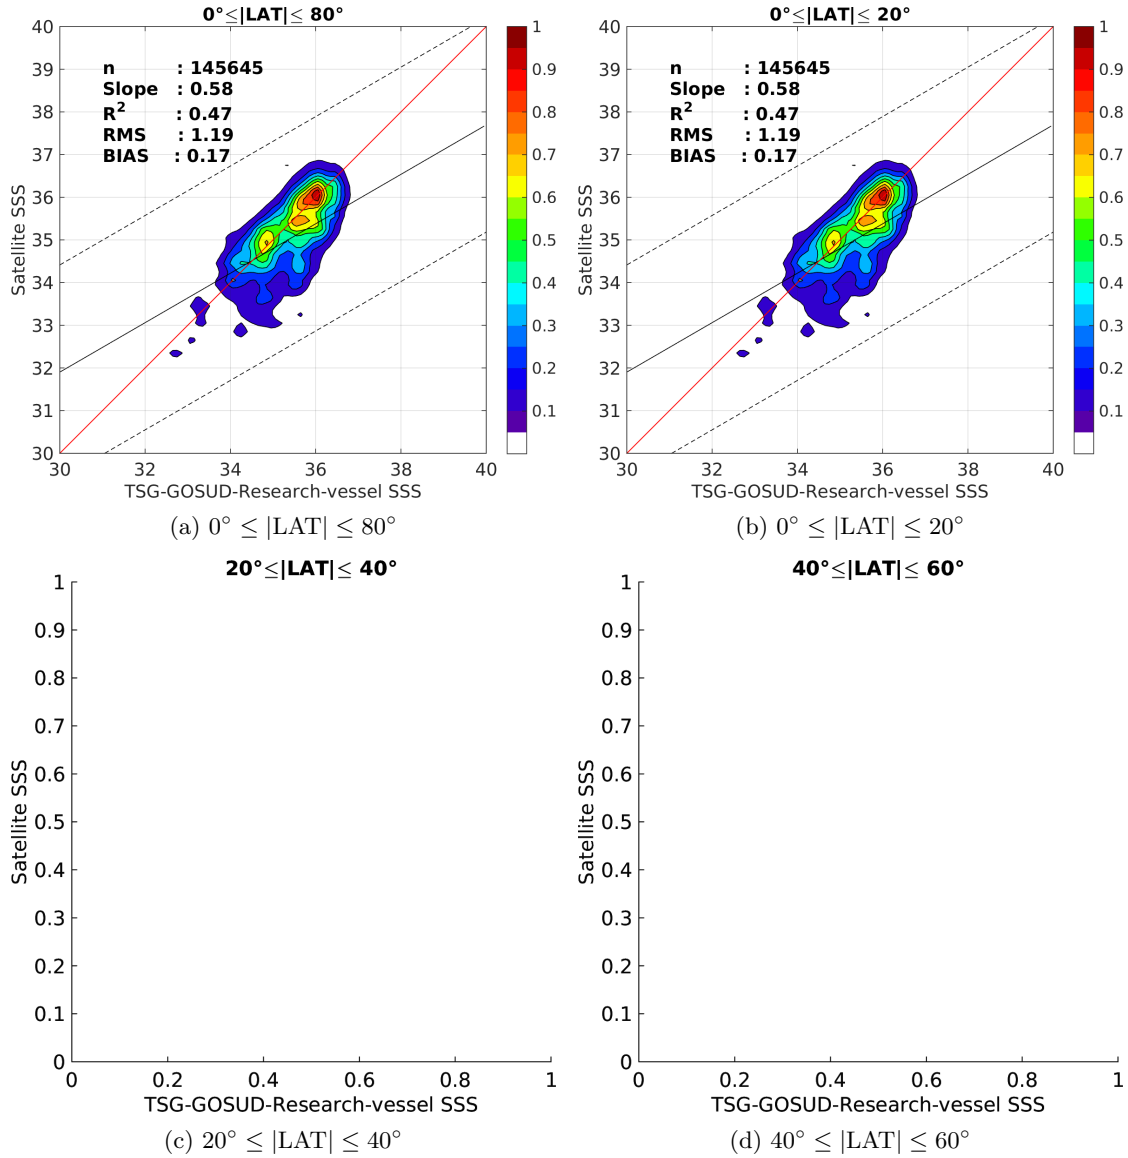 0°≤|LAT|≤ 80°
40
39
38
37
36
35
34
33
32
31
30
n : 145645
Slope : 0.58
R² : 0.47
RMS : 1.19
BIAS : 0.17
Satellite SSS
30 32 34 36 38 40
TSG-GOSUD-Research-vessel SSS
1
0.9
0.8
0.7
0.6
0.5
0.4
0.3
0.2
0.1
(a) 0° ≤ |LAT| ≤ 80°
0°≤|LAT|≤ 20°
40
39
38
37
36
35
34
33
32
31
30
n : 145645
Slope : 0.58
R² : 0.47
RMS : 1.19
BIAS : 0.17
Satellite SSS
30 32 34 36 38 40
TSG-GOSUD-Research-vessel SSS
1
0.9
0.8
0.7
0.6
0.5
0.4
0.3
0.2
0.1
(b) 0° ≤ |LAT| ≤ 20°
20°≤|LAT|≤ 40°
1
0.9
0.8
0.7
0.6
0.5
0.4
0.3
0.2
0.1
0
Satellite SSS
0 0.2 0.4 0.6 0.8 1
TSG-GOSUD-Research-vessel SSS
(c) 20° ≤ |LAT| ≤ 40°
40°≤|LAT|≤ 60°
1
0.9
0.8
0.7
0.6
0.5
0.4
0.3
0.2
0.1
0
Satellite SSS
0 0.2 0.4 0.6 0.8 1
TSG-GOSUD-Research-vessel SSS
(d) 40° ≤ |LAT| ≤ 60°